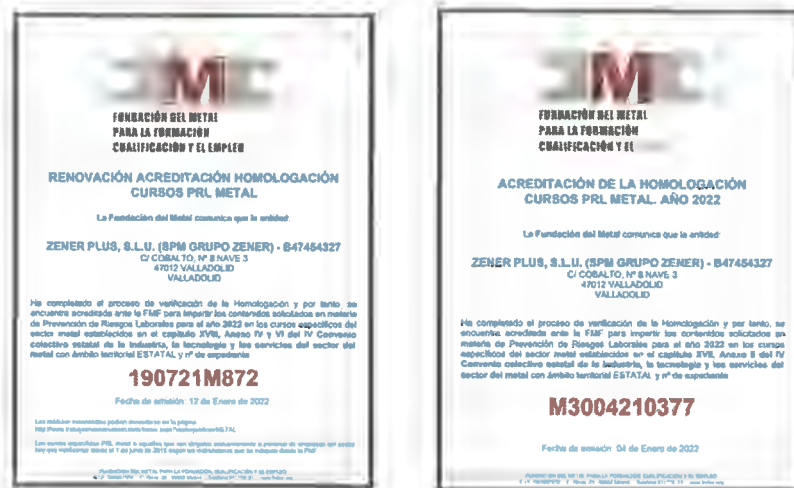 FUNDACIÓN DEL METAL
PARA LA FORMACIÓN
CUALIFICACIÓN Y EL EMPLEO
RENOVACIÓN ACREDITACIÓN HOMOLOGACIÓN
CURSOS PRL METAL
La Fundación del Metal comunica que la entidad:
ZENER PLUS, S.L.U. (SPM GRUPO ZENER) - B47454327
C/ COBALTO, Nº 8 NAVE 3
47012 VALLADOLID
VALLADOLID
Ha completado el proceso de verificación de la Homologación y por tanto, se
encuentra acreditada ante la FMF para impartir los contenidos solicitados en materia
de Prevención de Riesgos Laborales para el año 2022 en los cursos específicos del
sector metal establecidos en el capítulo XVII, Anexo IV y VI del IV Convenio
colectivo estatal de la industria, la tecnología y los servicios del sector del
metal con ámbito territorial ESTATAL y nº de expediente
190721M872
Fecha de emisión: 12 de Enero de 2022
FUNDACIÓN DEL METAL
PARA LA FORMACIÓN
CUALIFICACIÓN Y EL
ACREDITACIÓN DE LA HOMOLOGACIÓN
CURSOS PRL METAL. AÑO 2022
La Fundación del Metal comunica que la entidad:
ZENER PLUS, S.L.U. (SPM GRUPO ZENER) - B47454327
C/ COBALTO, Nº 8 NAVE 3
47012 VALLADOLID
VALLADOLID
Ha completado el proceso de verificación de la Homologación y por tanto, se
encuentra acreditada ante la FMF para impartir los contenidos solicitados en
materia de Prevención de Riesgos Laborales para el año 2022 en los cursos
específicos del sector metal establecidos en el capítulo XVII, Anexo II del IV
Convenio colectivo estatal de la industria, la tecnología y los servicios del
sector del metal con ámbito territorial ESTATAL y nº de expediente
M3004210377
Fecha de emisión: 04 de Enero de 2022